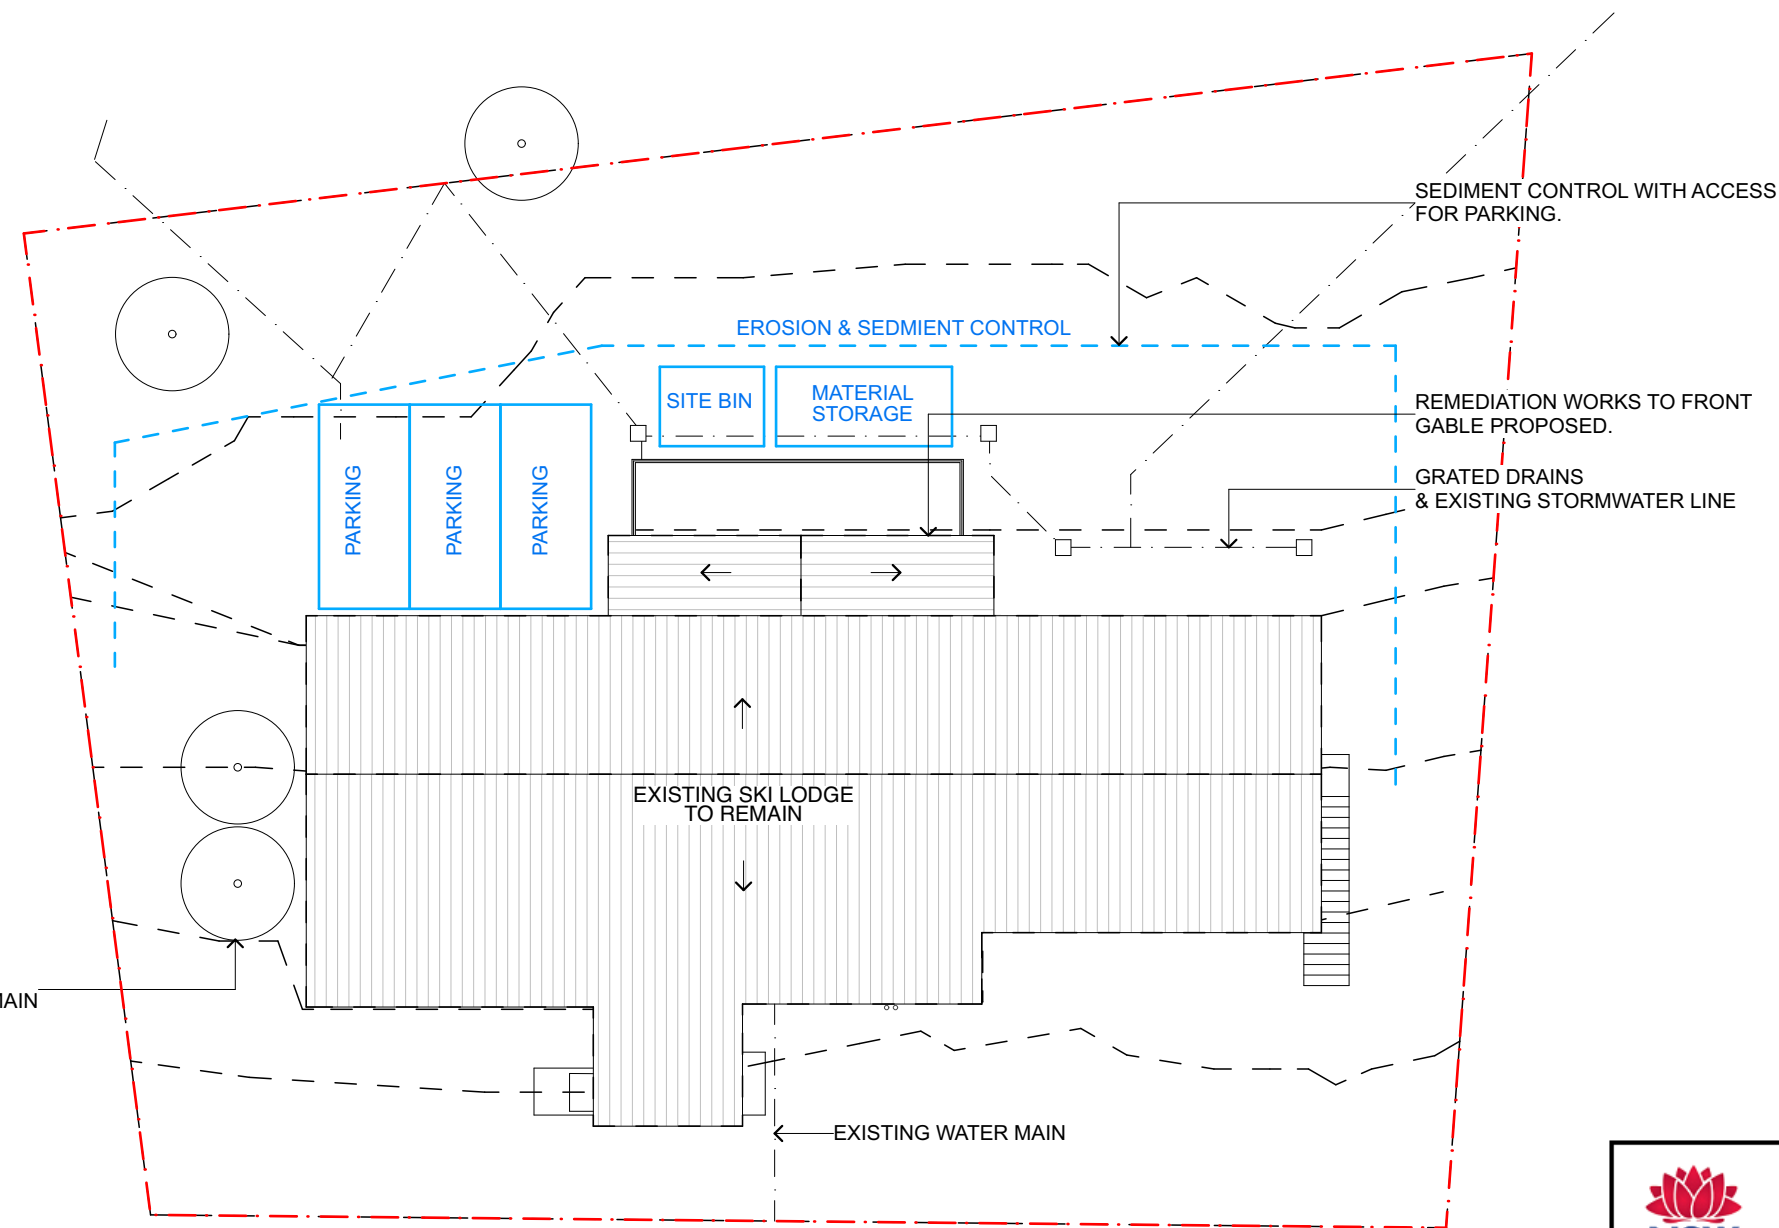 SEDIMENT CONTROL WITH ACCESS
FOR PARKING.
EROSION & SEDMIENT CONTROL
SITE BIN
MATERIAL
STORAGE
REMEDIATION WORKS TO FRONT
GABLE PROPOSED.
GRATED DRAINS
& EXISTING STORMWATER LINE
PARKING
PARKING
PARKING
EXISTING SKI LODGE
TO REMAIN
EXISTING WATER MAIN